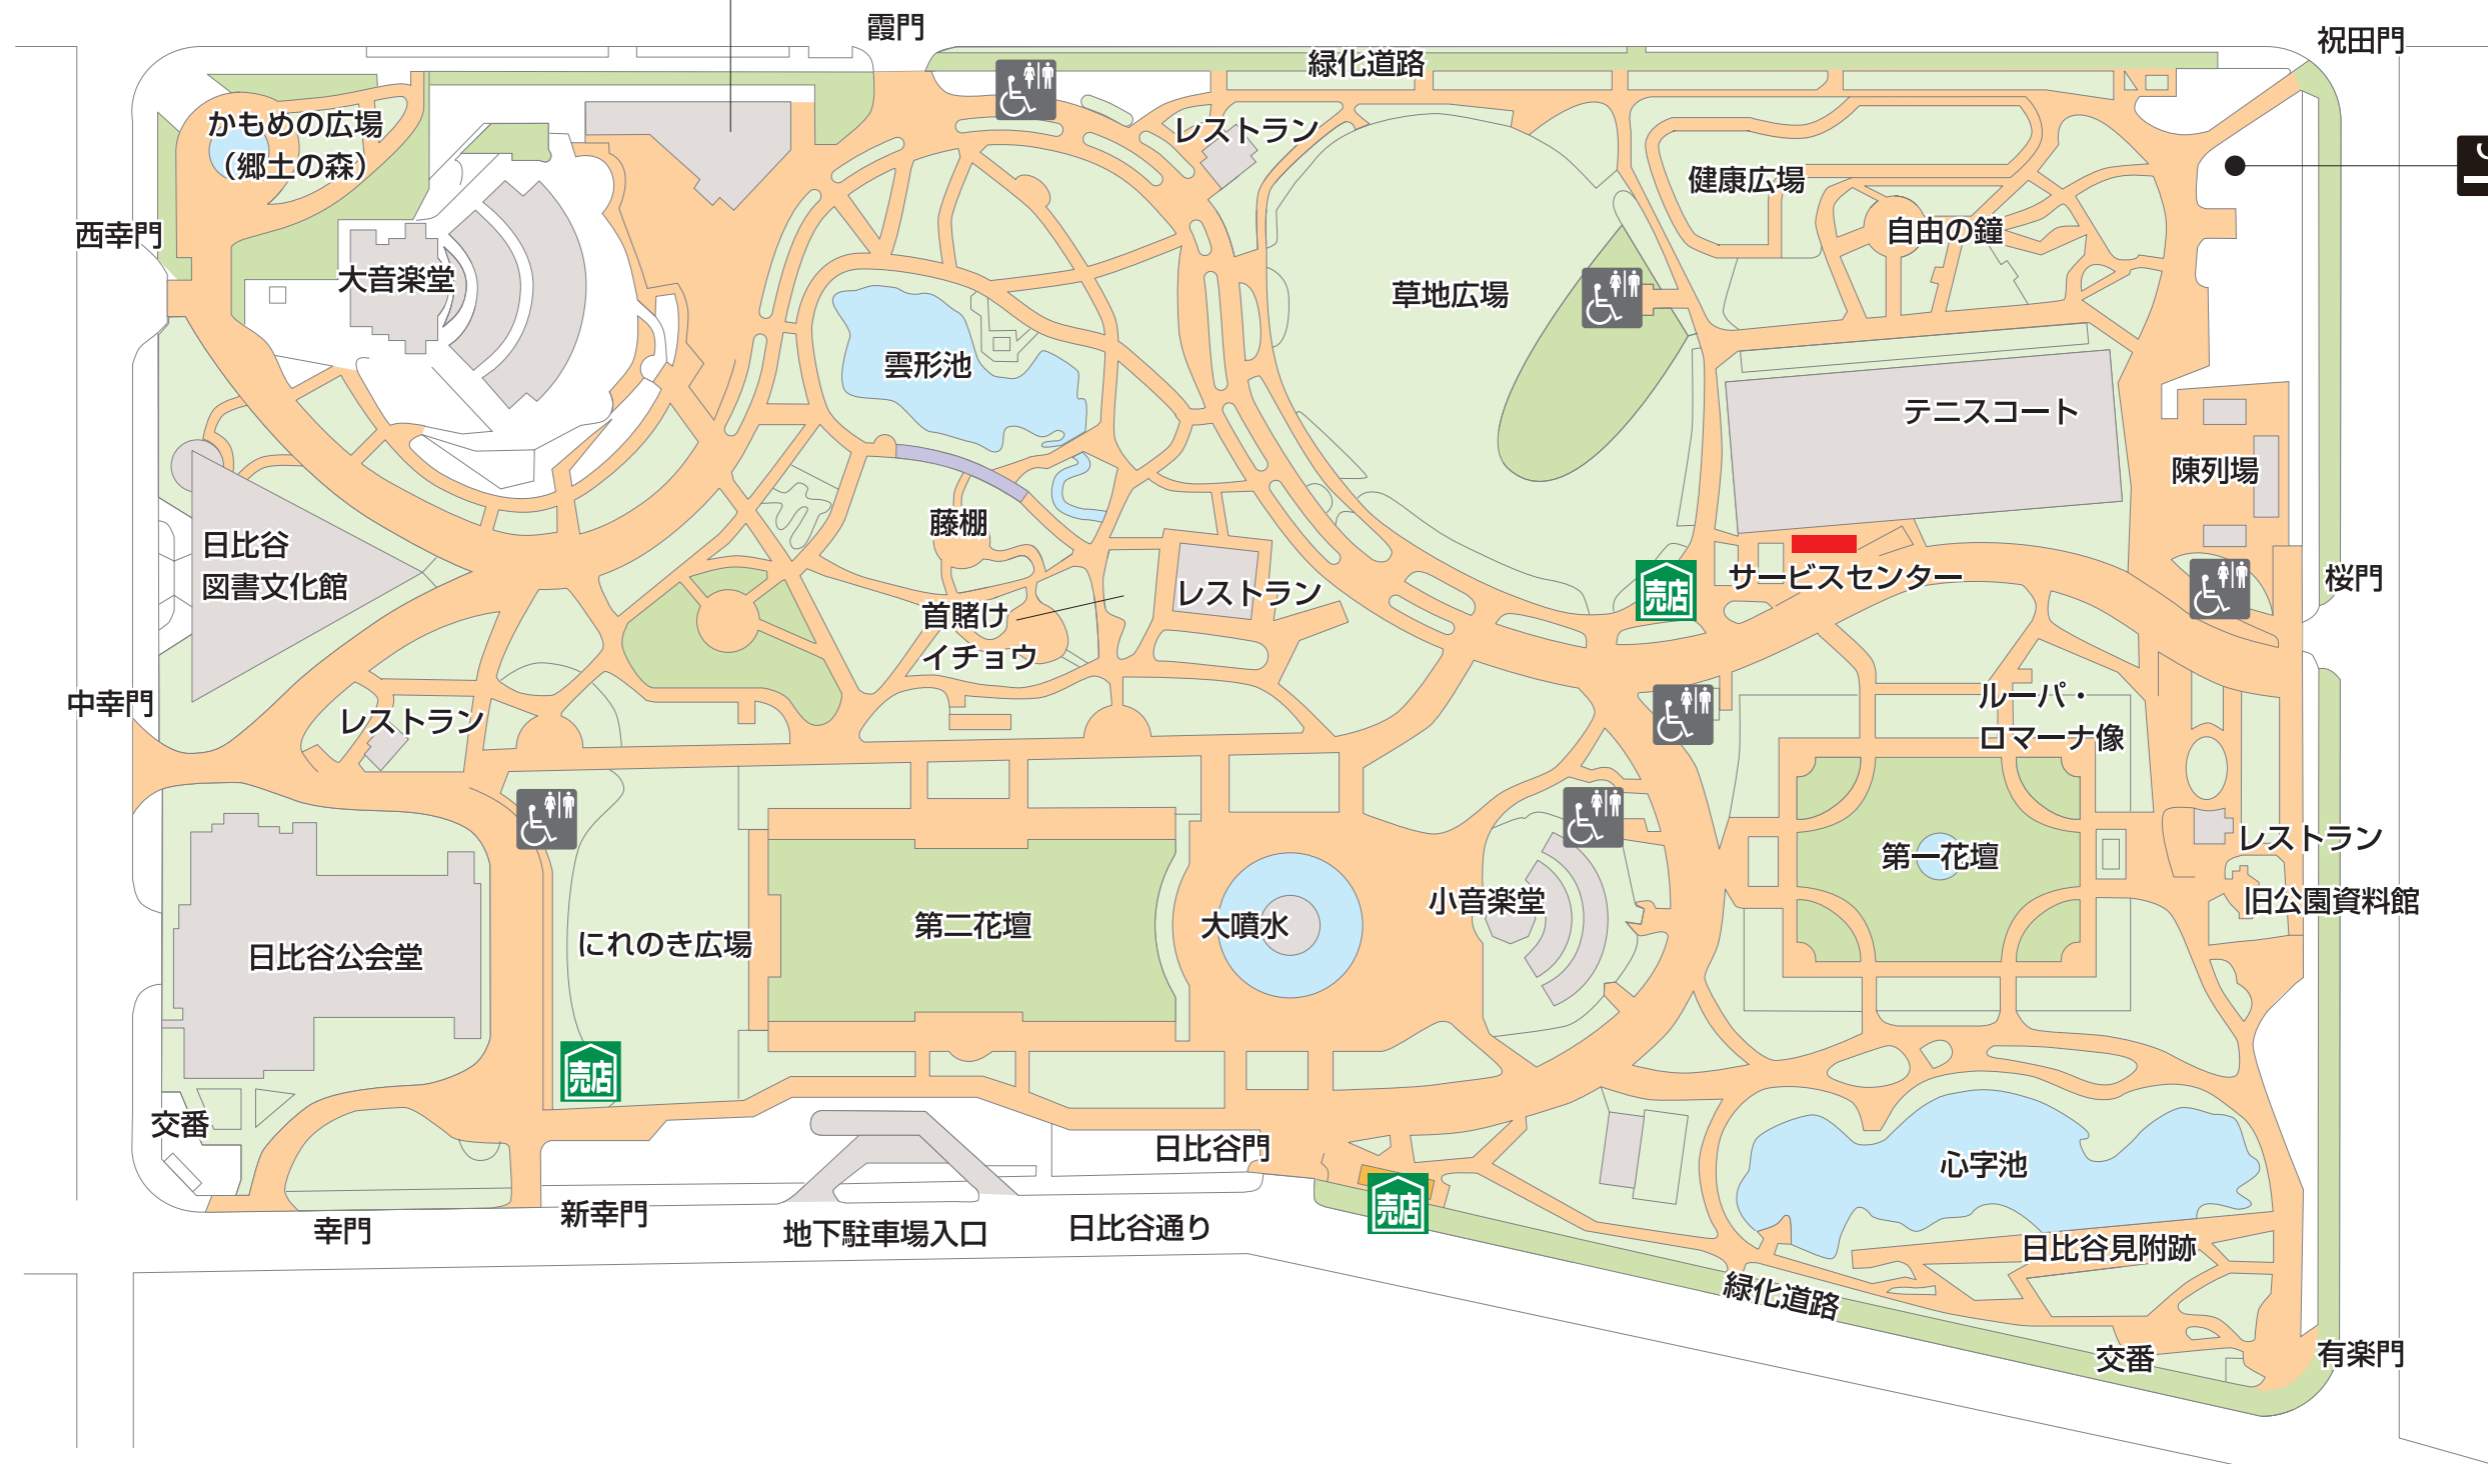 霞門
祝田門
緑化道路
かもめの広場
（郷土の森）
レストラン
健康広場
西幸門
自由の鐘
大音楽堂
草地広場
雲形池
テニスコート
陳列場
藤棚
日比谷
図書文化館
サービスセンター
桜門
売店
レストラン
首賭け
イチョウ
中幸門
レストラン
ルーパ・
ロマーナ像
レストラン
第一花壇
旧公園資料館
小音楽堂
第二花壇
大噴水
にれのき広場
日比谷公会堂
売店
交番
日比谷門
心字池
売店
新幸門
幸門
地下駐車場入口
日比谷通り
日比谷見附跡
緑化道路
交番
有楽門